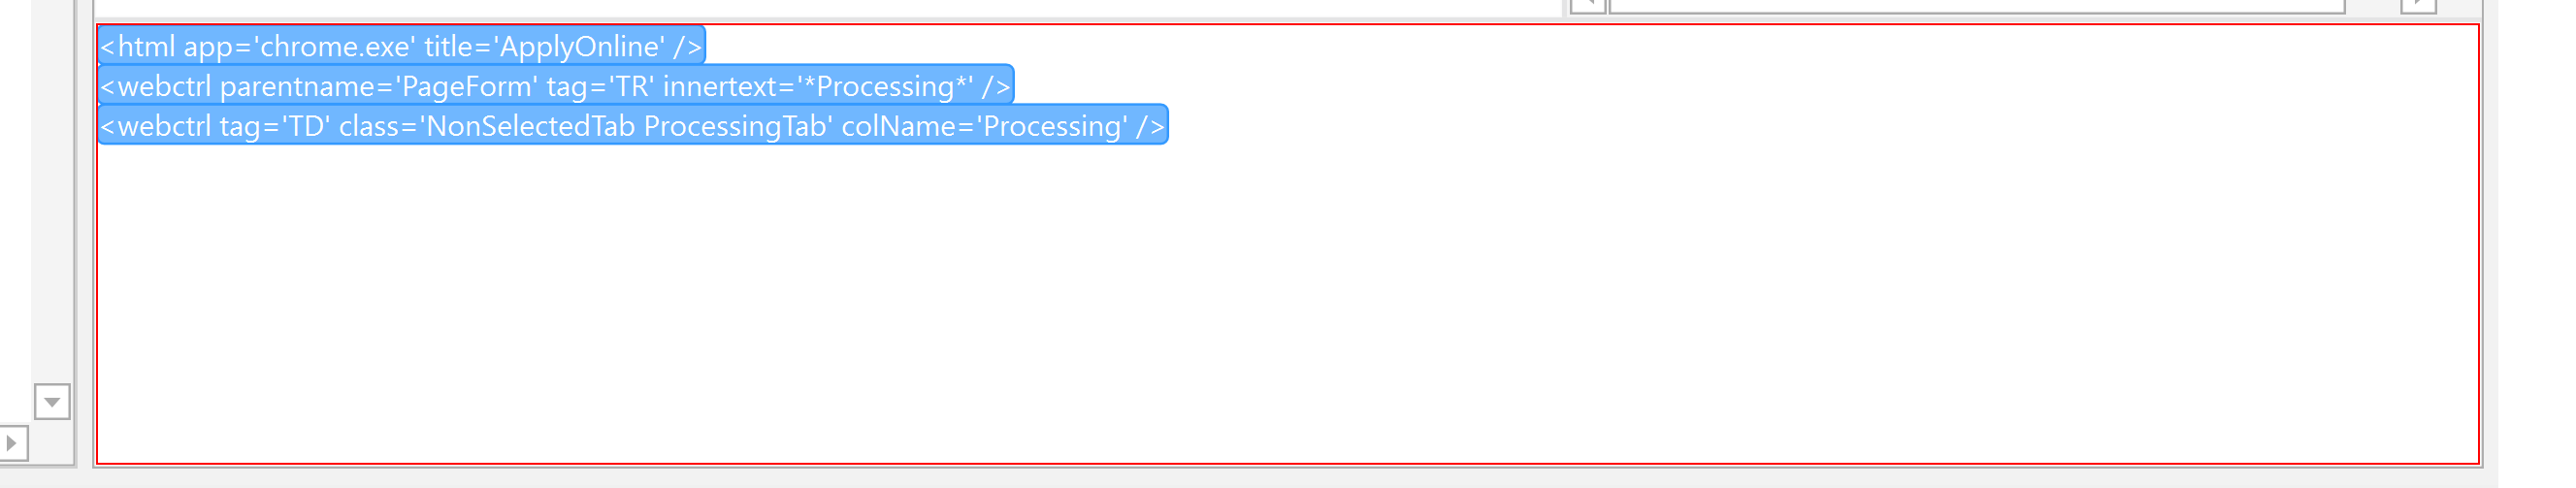 <html app='chrome.exe' title='ApplyOnline' />
<webctrl parentname='PageForm' tag='TR' innertext='*Processing*' />
<webctrl tag='TD' class='NonSelectedTab ProcessingTab' colName='Processing' />